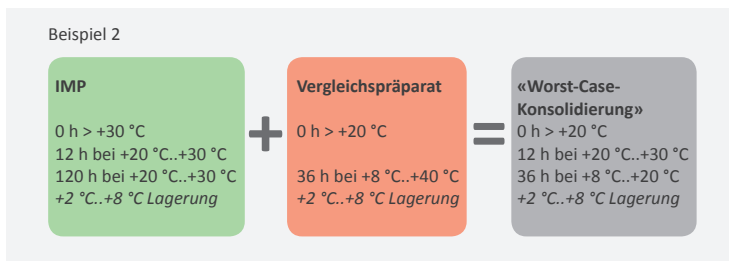 Beispiel 2
IMP
0 h > +30 °C
12 h bei +20 °C..+30 °C
120 h bei +20 °C..+30 °C
+2 °C..+8 °C Lagerung
+
Vergleichspräparat
0 h > +20 °C
36 h bei +8 °C..+40 °C
+2 °C..+8 °C Lagerung
=
«Worst-Case-
Konsolidierung»
0 h > +20 °C
12 h bei +20 °C..+30 °C
36 h bei +8 °C..+20 °C
+2 °C..+8 °C Lagerung